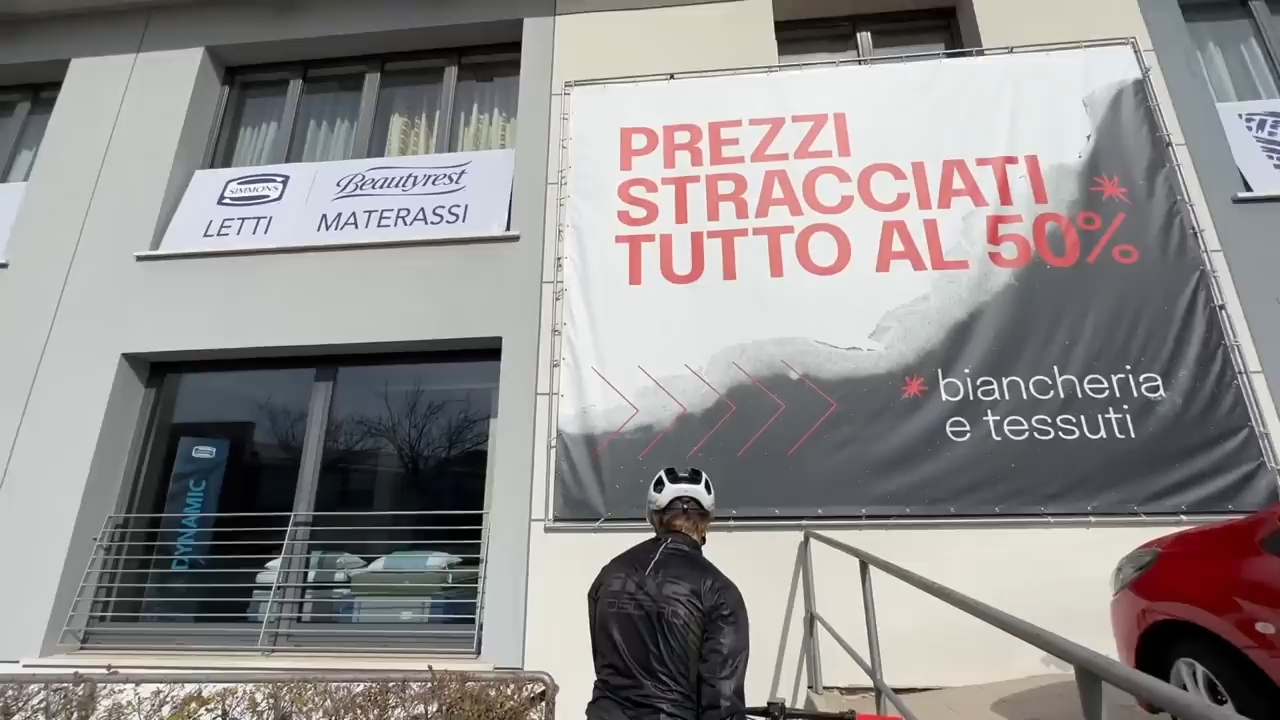 SIMMONS
LETTI
Beautyrest
MATERASSI
PREZZI
STRACCIATI
TUTTO AL 50%
*biancheria
e tessuti
DYNAMIC